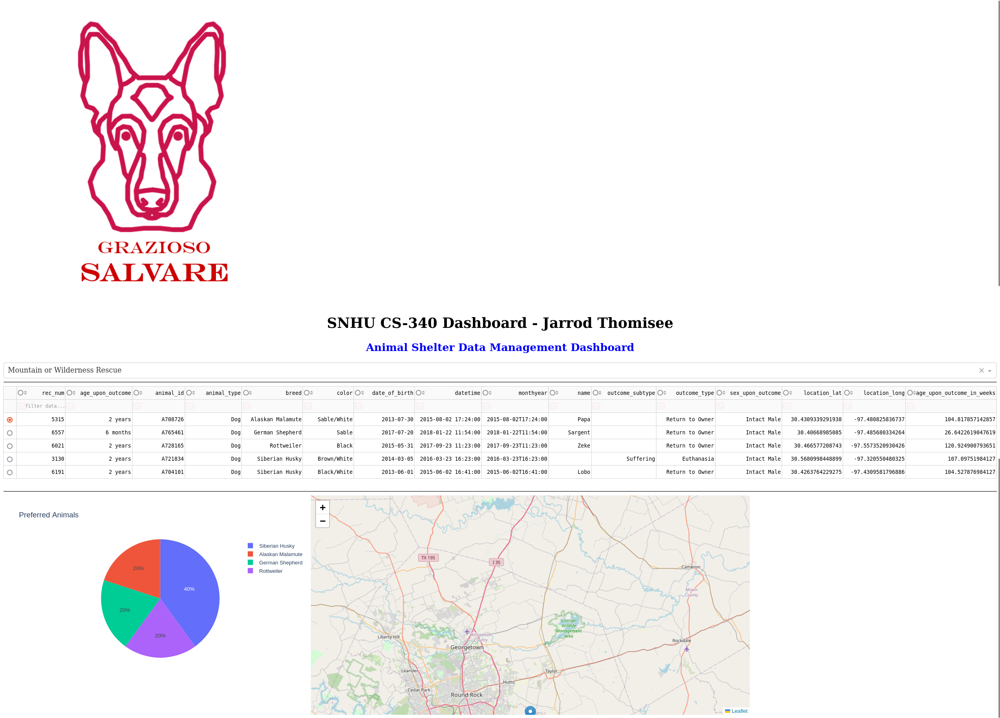 GRAZIOSO
SALVARE
SNHU CS-340 Dashboard - Jarrod Thomisee
Animal Shelter Data Management Dashboard
Mountain or Wilderness Rescue
rec_num age_upon_outcome animal_id animal_type breed color date_of_birth datetime monthyear name outcome_subtype outcome_type sex_upon_outcome location_lat location_long age_upon_outcome_in_weeks
filter data...
5315 2 years A708726 Dog Alaskan Malamute Sable/White 2013-07-30 2015-08-02 17:24:00 2015-08-02T17:24:00 Papa Return to Owner Intact Male 30.4309339291938 -97.480825836737 104.817857142857
6557 6 months A765461 Dog German Shepherd Sable 2017-07-20 2018-01-22 11:54:00 2018-01-22T11:54:00 Sargent Return to Owner Intact Male 30.40668985085 -97.485680334264 26.6422619047619
6021 2 years A728165 Dog Rottweiler Black 2015-05-31 2017-09-23 11:23:00 2017-09-23T11:23:00 Zeke Return to Owner Intact Male 30.466577208743 -97.5573520930426 120.924900793651
3130 2 years A721834 Dog Siberian Husky Brown/White 2014-03-05 2016-03-23 16:23:00 2016-03-23T16:23:00 Suffering Euthanasia Intact Male 30.5680998448899 -97.320550480325 107.09751984127
6191 2 years A704101 Dog Siberian Husky Black/White 2013-06-01 2015-06-02 16:41:00 2015-06-02T16:41:00 Lobo Return to Owner Intact Male 30.4263764229275 -97.4309581796886 104.527876984127
Preferred Animals
Siberian Husky
Alaskan Malamute
German Shepherd
Rottweiler
20%
40%
20%
20%
+
−
TX 195
I 35
Cameron
Milam
County
Granger
Wildlife
Management
Area
Liberty Hill
Williamson
County
Georgetown
Rockdale
Leander
Taylor
Hutto
Cedar Park
Round Rock
Leaflet